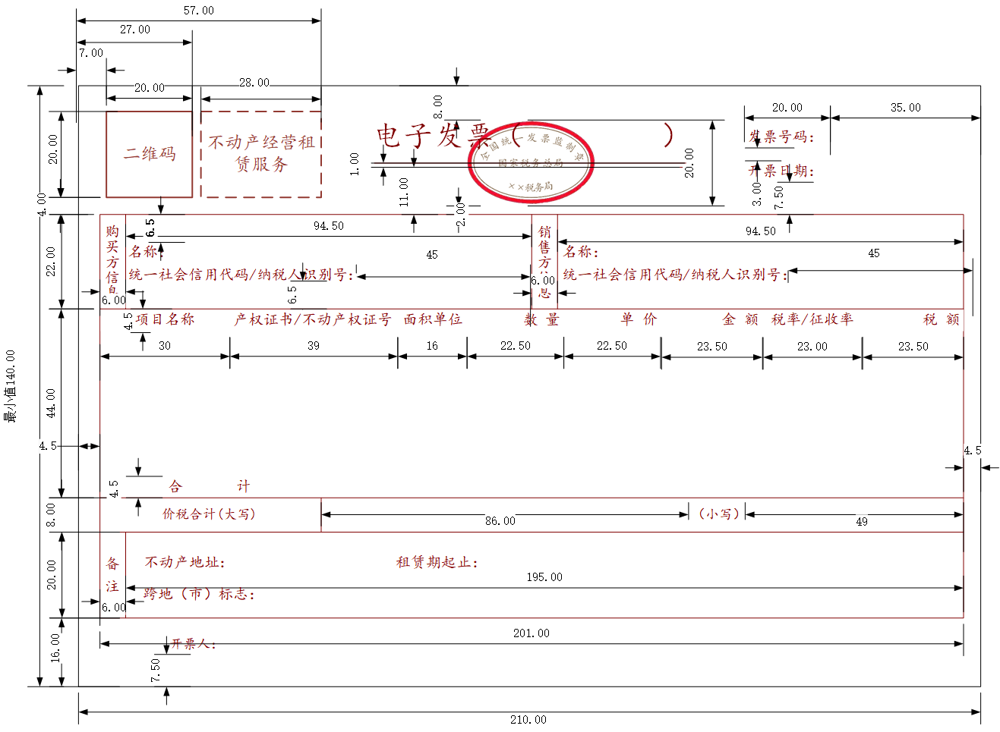 57.00
27.00
7.00
20.00
28.00
8.00
20.00
35.00
二维码
不动产经营租
赁服务
电子发票（ ）
全国统一发票监制章
国家税务总局
××税务局
发票号码：
开票日期：
20.00
1.00
11.00
2.00
20.00
3.00
7.50
4.00
22.00
购买方信息
6.5
94.50
名称：
45
统一社会信用代码/纳税人识别号：
6.5
6.00
销售方信息
94.50
名称：
45
统一社会信用代码/纳税人识别号：
6.00
4.5
项目名称 产权证书/不动产权证号 面积单位 数 量 单 价 金 额 税率/征收率 税 额
30 39 16 22.50 22.50 23.50 23.00 23.50
最小值140.00
44.00
4.5
4.5
4.5
合 计
8.00
价税合计(大写)
86.00
（小写）
49
20.00
备注
不动产地址： 租赁期起止：
195.00
跨地（市）标志：
6.00
201.00
16.00
开票人：
7.50
210.00